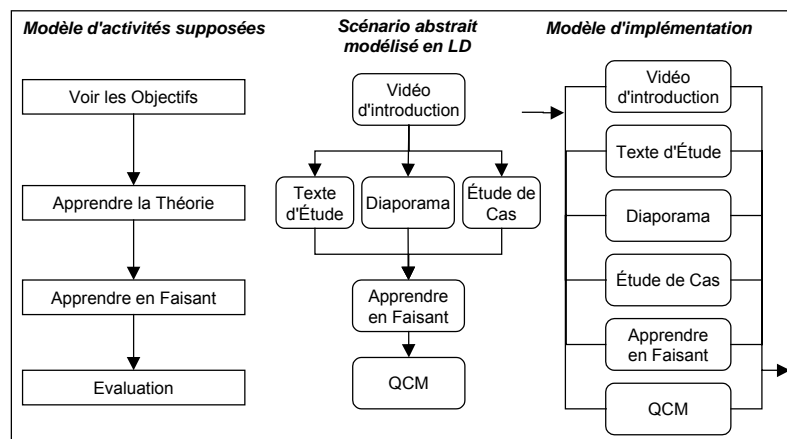 Modèle d'activités supposées
Voir les Objectifs
Apprendre la Théorie
Apprendre en Faisant
Evaluation
Scénario abstrait
modélisé en LD
Vidéo
d'introduction
Texte
d'Étude
Diaporama
Étude de
Cas
Apprendre
en Faisant
QCM
Modèle d'implémentation
Vidéo
d'introduction
Texte d'Étude
Diaporama
Étude de Cas
Apprendre
en Faisant
QCM